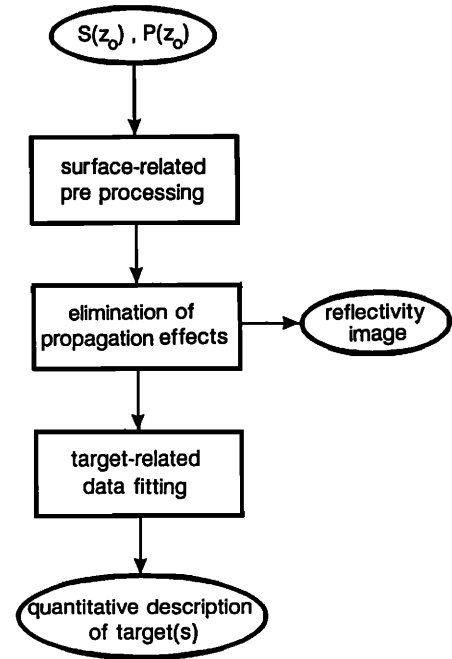 S(z₀) , P(z₀)
surface-related
pre processing
elimination of
propagation effects
reflectivity
image
target-related
data fitting
quantitative description
of target(s)